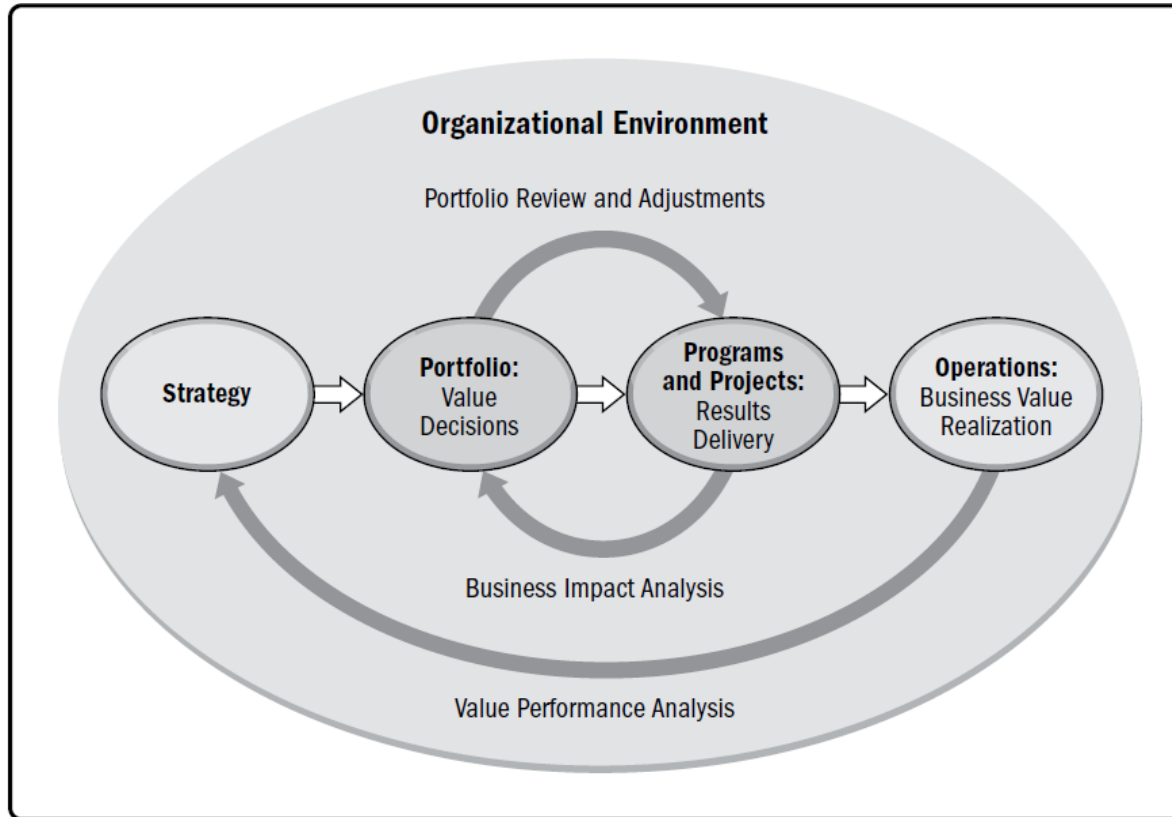 Organizational Environment
Portfolio Review and Adjustments
Strategy
Portfolio:
Value
Decisions
Programs
and Projects:
Results
Delivery
Operations:
Business Value
Realization
Business Impact Analysis
Value Performance Analysis